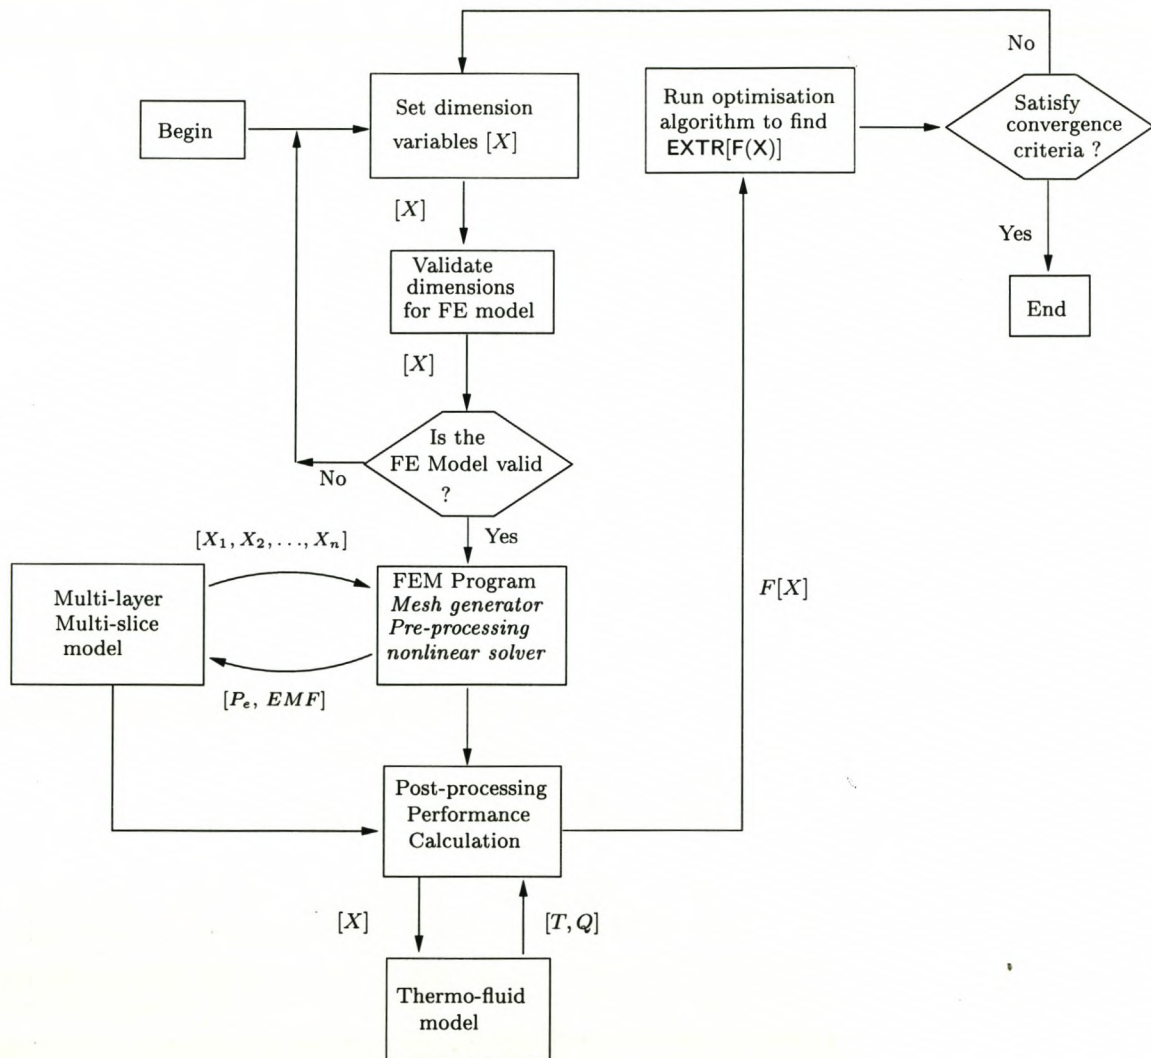 No
Begin
Set dimension
variables [X]
Run optimisation
algorithm to find
EXTR[F(X)]
Satisfy
convergence
criteria ?
[X]
Yes
Validate
dimensions
for FE model
End
[X]
Is the
FE Model valid
?
No
Yes
[X₁, X₂, ..., Xₙ]
Multi-layer
Multi-slice
model
FEM Program
Mesh generator
Pre-processing
nonlinear solver
F[X]
[Pₑ, EMF]
Post-processing
Performance
Calculation
[X]
[T, Q]
Thermo-fluid
model